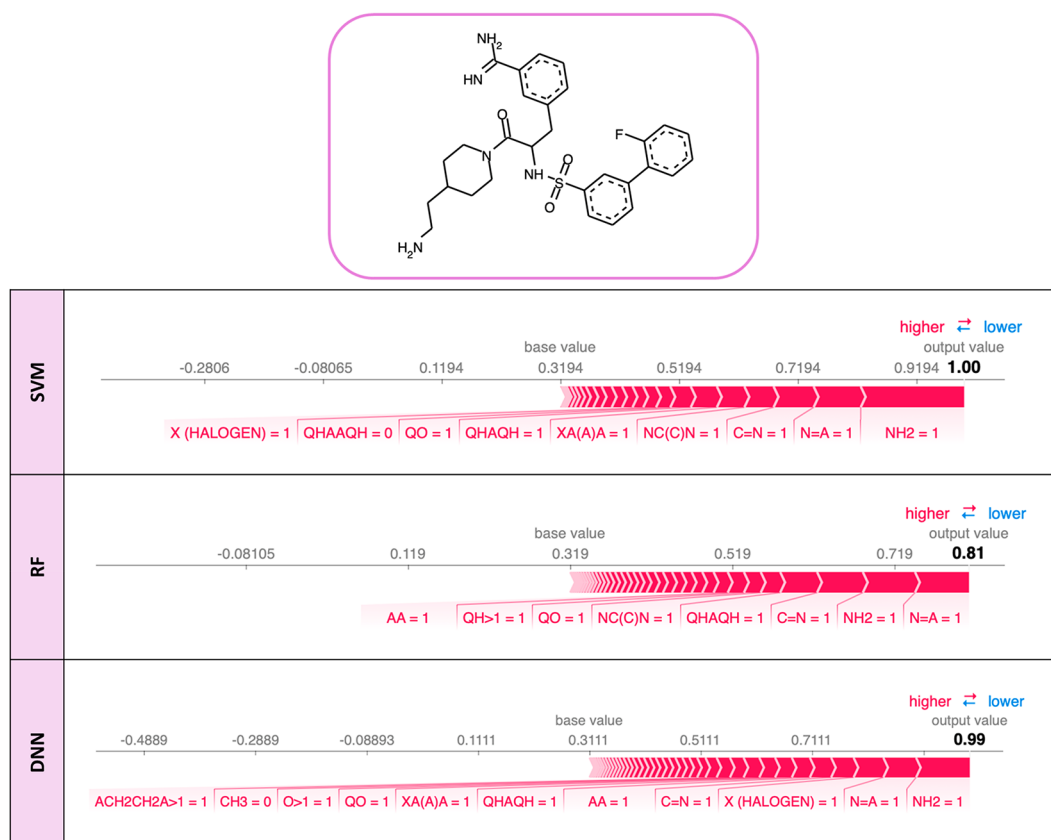 NH2
HN
O
N
F
NH
O
S
O
H2N
SVM
higher lower
base value output value
-0.2806 -0.08065 0.1194 0.3194 0.5194 0.7194 0.9194 1.00
X (HALOGEN) = 1 QHAAQH = 0 QO = 1 QHAQH = 1 XA(A)A = 1 NC(C)N = 1 C=N = 1 N=A = 1 NH2 = 1
RF
higher lower
base value output value
-0.08105 0.119 0.319 0.519 0.719 0.81
AA = 1 QH>1 = 1 QO = 1 NC(C)N = 1 QHAQH = 1 C=N = 1 NH2 = 1 N=A = 1
DNN
higher lower
base value output value
-0.4889 -0.2889 -0.08893 0.1111 0.3111 0.5111 0.7111 0.99
ACH2CH2A>1 = 1 CH3 = 0 O>1 = 1 QO = 1 XA(A)A = 1 QHAQH = 1 AA = 1 C=N = 1 X (HALOGEN) = 1 N=A = 1 NH2 = 1